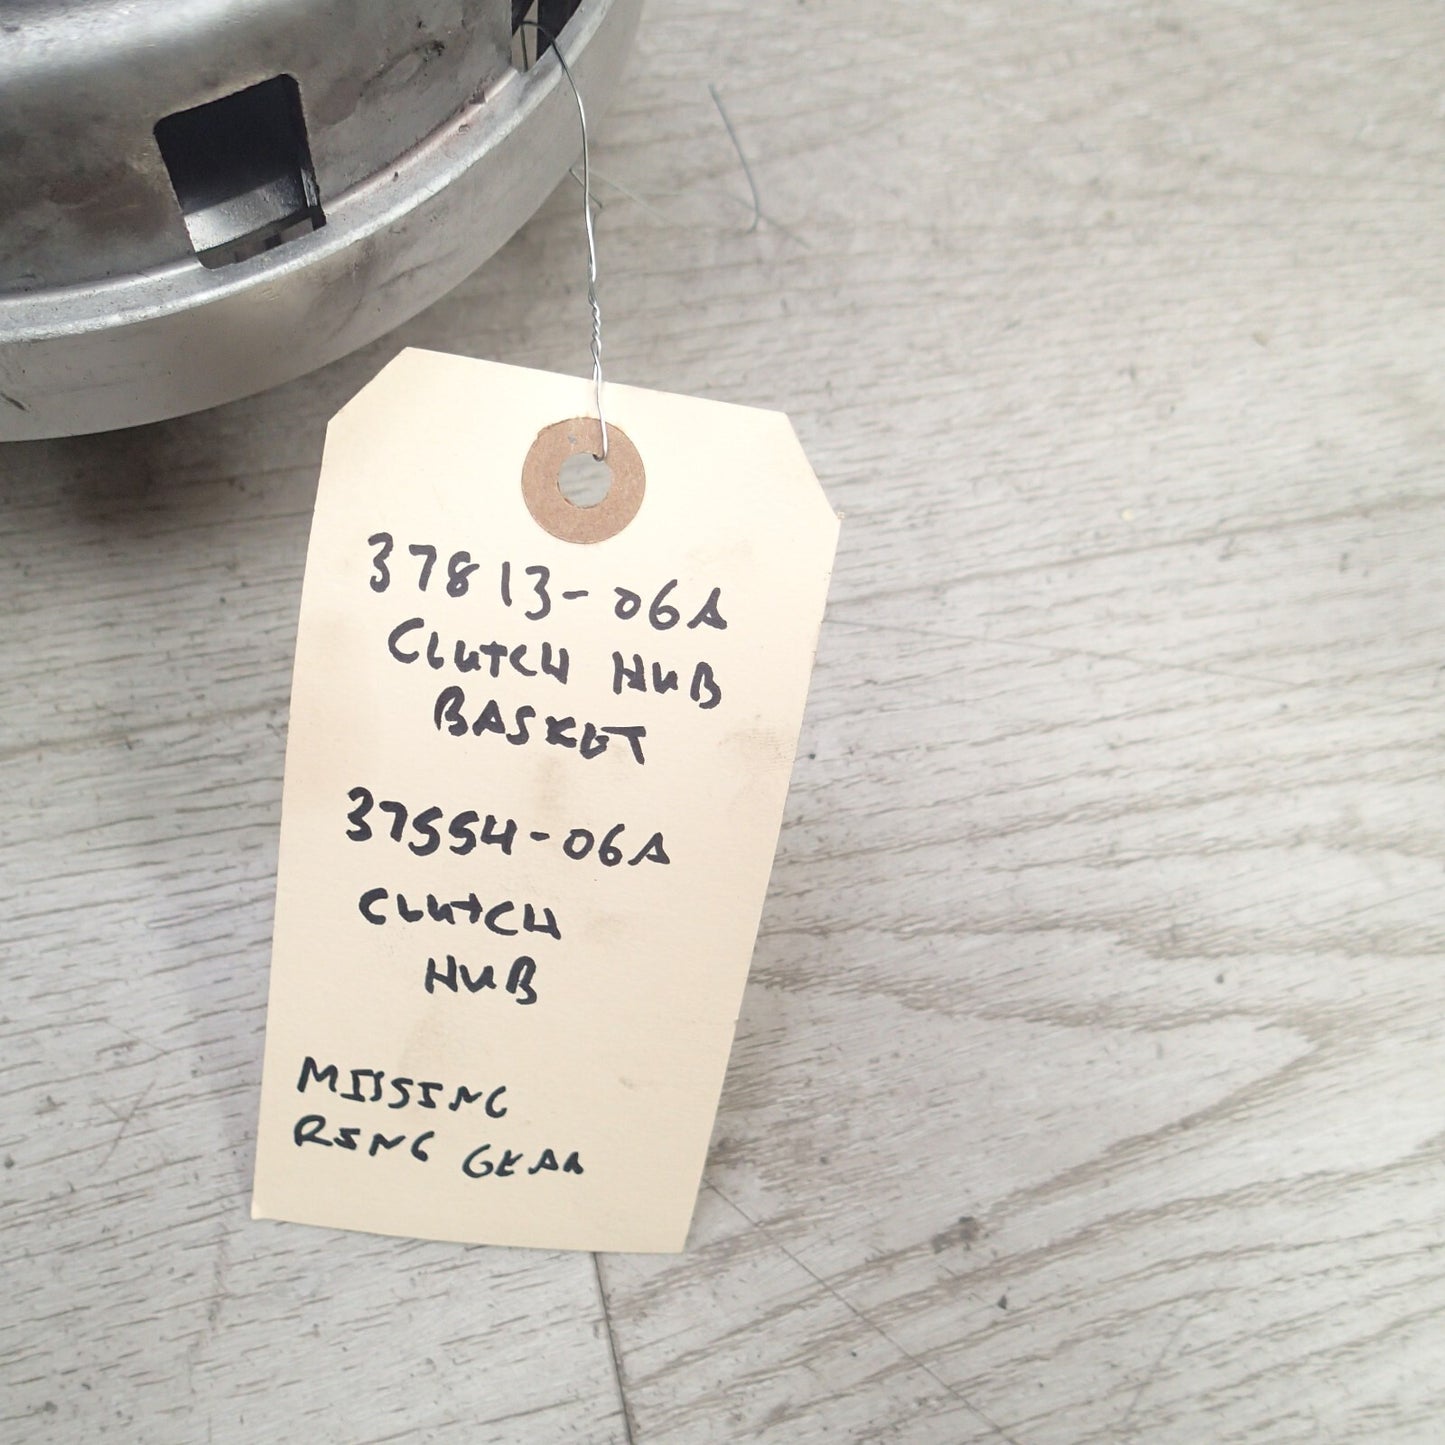 37813-06A
CLUTCH HUB
BASKET
37554-06A
CLUTCH
HUB
MISSING
RING GEAR